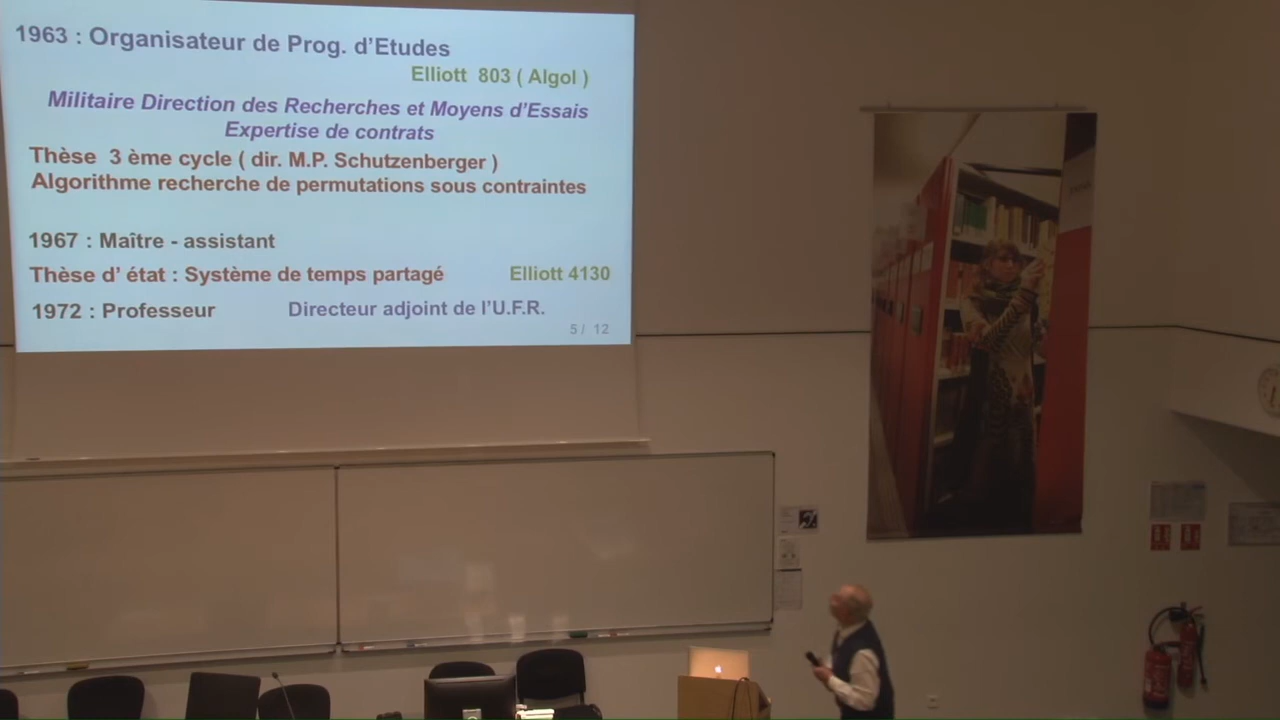 1963 : Organisateur de Prog. d'Etudes
Elliott 803 ( Algol )
Militaire Direction des Recherches et Moyens d'Essais
Expertise de contrats
Thèse 3 ème cycle ( dir. M.P. Schutzenberger )
Algorithme recherche de permutations sous contraintes
1967 : Maître - assistant
Thèse d' état : Système de temps partagé Elliott 4130
1972 : Professeur Directeur adjoint de l'U.F.R.
5 / 12